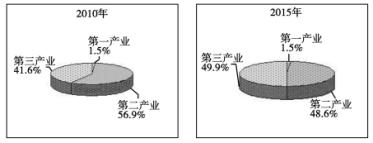 2010年
第一产业
1.5%
第三产业
41.6%
第二产业
56.9%
2015年
第一产业
1.5%
第三产业
49.9%
第二产业
48.6%